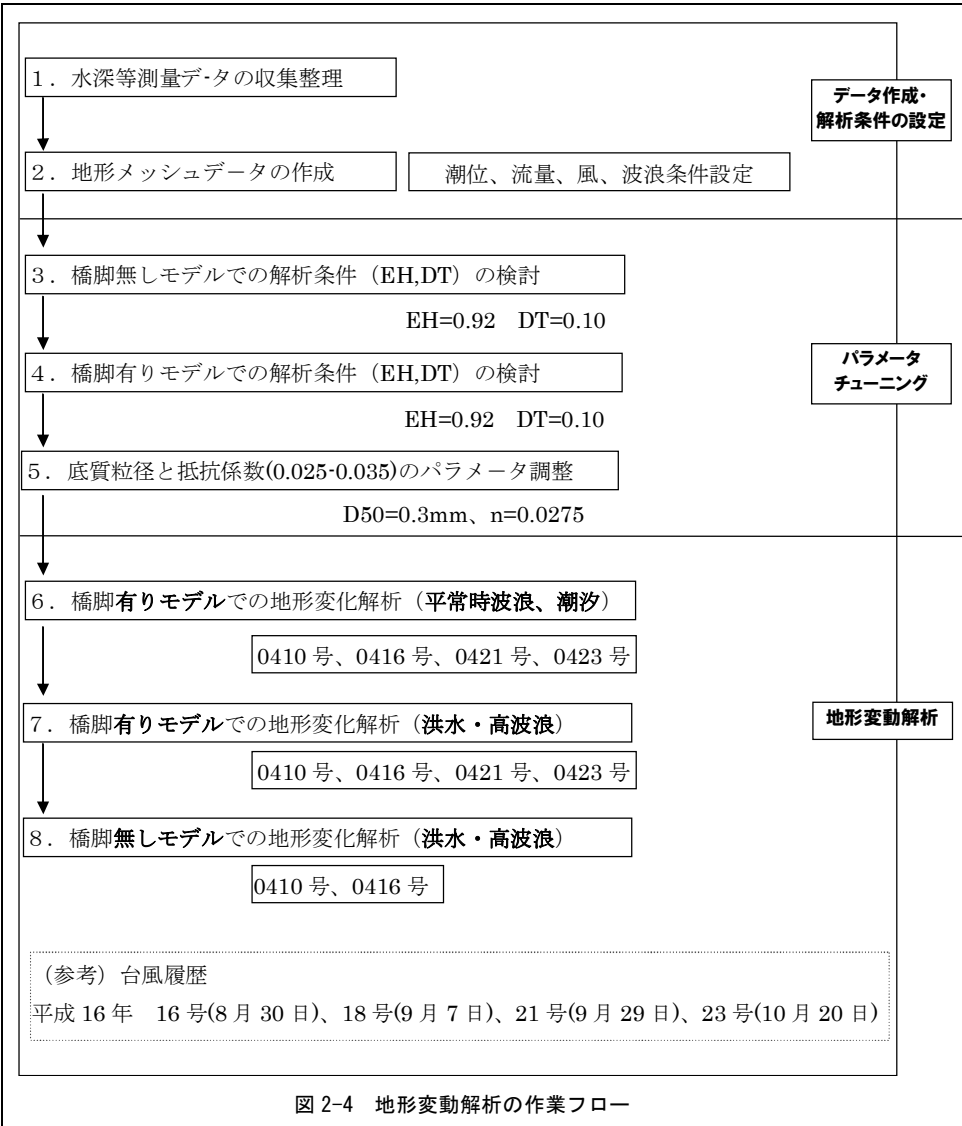 1．水深等測量データの収集整理
データ作成・
解析条件の設定
2．地形メッシュデータの作成
潮位、流量、風、波浪条件設定
3．橋脚無しモデルでの解析条件（EH,DT）の検討
EH=0.92　DT=0.10
パラメータ
チューニング
4．橋脚有りモデルでの解析条件（EH,DT）の検討
EH=0.92　DT=0.10
5．底質粒径と抵抗係数(0.025-0.035)のパラメータ調整
D50=0.3mm、n=0.0275
6．橋脚有りモデルでの地形変化解析（平常時波浪、潮汐）
0410 号、0416 号、0421 号、0423 号
7．橋脚有りモデルでの地形変化解析（洪水・高波浪）
地形変動解析
0410 号、0416 号、0421 号、0423 号
8．橋脚無しモデルでの地形変化解析（洪水・高波浪）
0410 号、0416 号
（参考）台風履歴
平成 16 年　16 号(8 月 30 日)、18 号(9 月 7 日)、21 号(9 月 29 日)、23 号(10 月 20 日)
図 2-4　地形変動解析の作業フロー